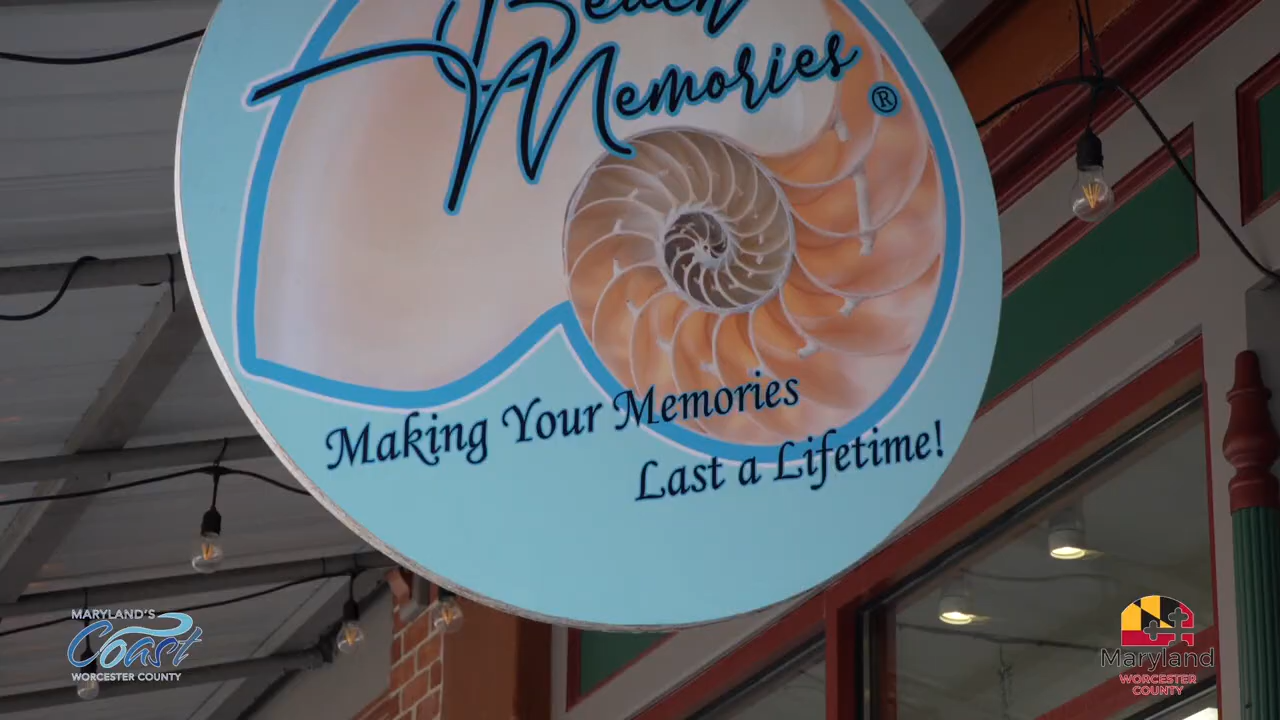 Beach
Memories
®
Making Your Memories
Last a Lifetime!
MARYLAND'S
Coast
WORCESTER COUNTY
Maryland
WORCESTER
COUNTY